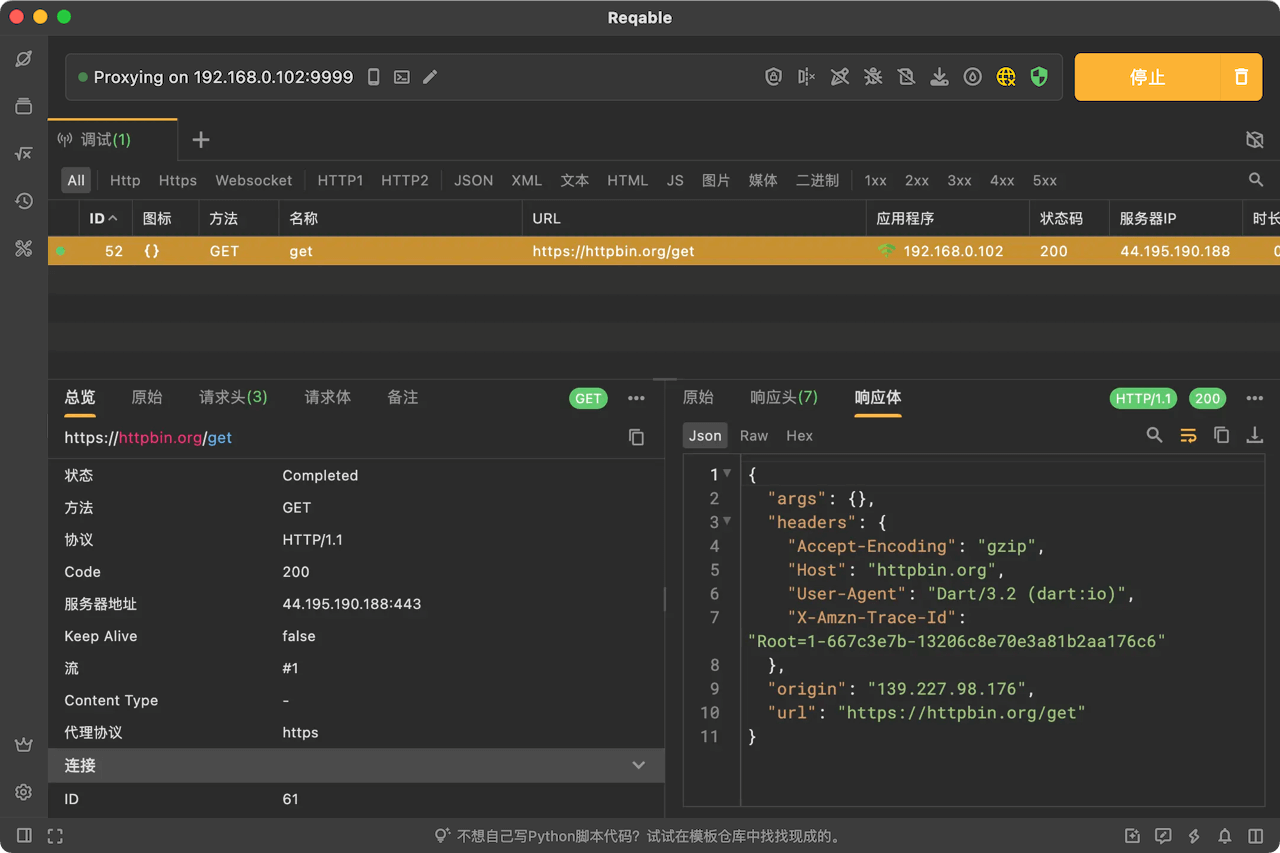 Reqable
Proxying on 192.168.0.102:9999
停止
调试(1)
All Http Https Websocket HTTP1 HTTP2 JSON XML 文本 HTML JS 图片 媒体 二进制 1xx 2xx 3xx 4xx 5xx
ID 图标 方法 名称 URL 应用程序 状态码 服务器IP 时长
52 {} GET get https://httpbin.org/get 192.168.0.102 200 44.195.190.188 0
总览 原始 请求头(3) 请求体 备注 GET
https://httpbin.org/get
状态 Completed
方法 GET
协议 HTTP/1.1
Code 200
服务器地址 44.195.190.188:443
Keep Alive false
流 #1
Content Type -
代理协议 https
连接
ID 61
原始 响应头(7) 响应体 HTTP/1.1 200
Json Raw Hex
1 {
2 "args": {},
3 "headers": {
4 "Accept-Encoding": "gzip",
5 "Host": "httpbin.org",
6 "User-Agent": "Dart/3.2 (dart:io)",
7 "X-Amzn-Trace-Id":
"Root=1-667c3e7b-13206c8e70e3a81b2aa176c6"
8 },
9 "origin": "139.227.98.176",
10 "url": "https://httpbin.org/get"
11 }
不想自己写Python脚本代码？试试在模板仓库中找找现成的。